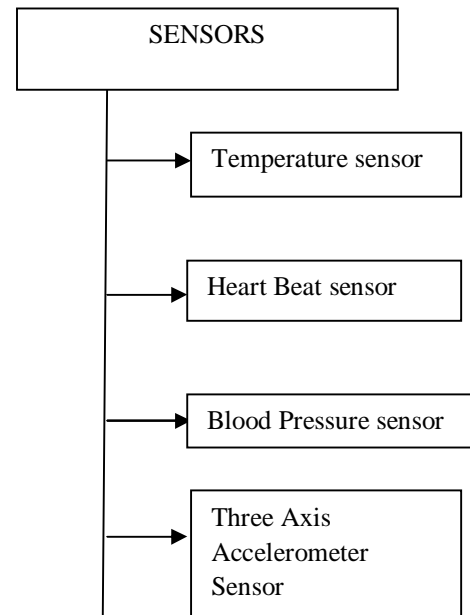 SENSORS
Temperature sensor
Heart Beat sensor
Blood Pressure sensor
Three Axis
Accelerometer
Sensor